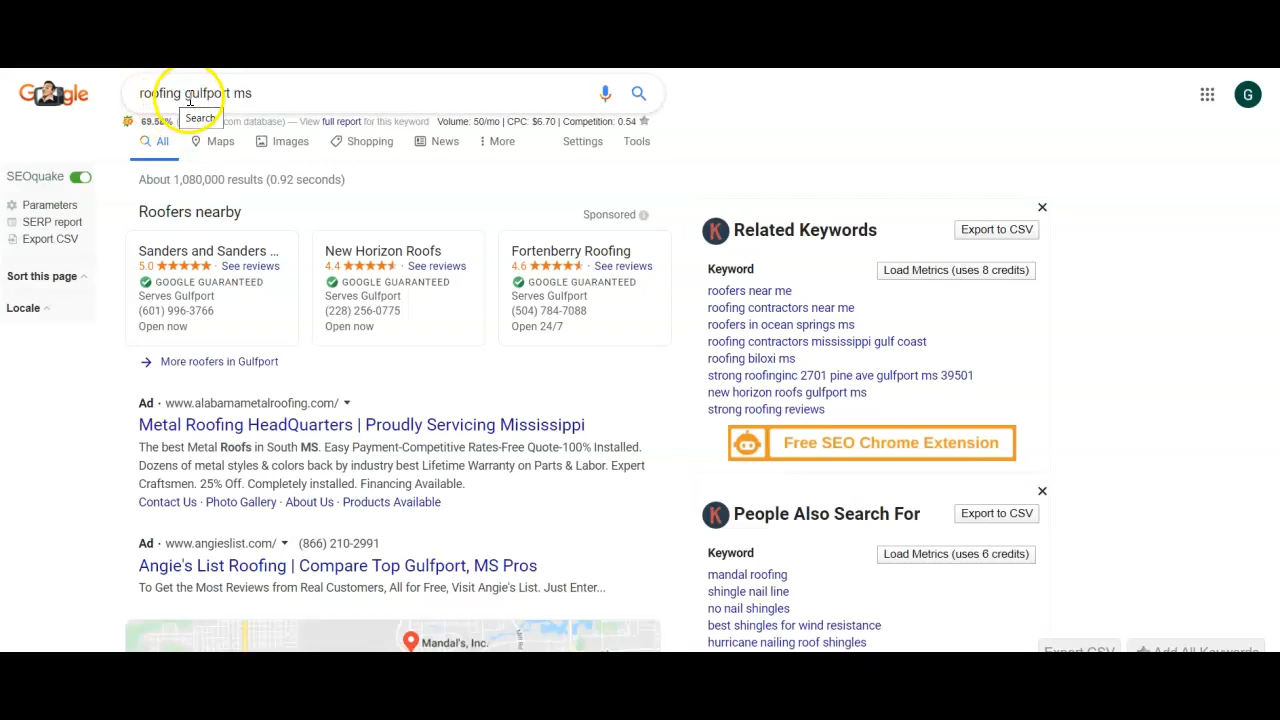 Google
roofing gulfport ms
G
Search
69.58% com database) — View full report for this keyword Volume: 50/mo | CPC: $6.70 | Competition: 0.54
All Maps Images Shopping News More Settings Tools
SEOquake
Parameters
SERP report
Export CSV
Sort this page
Locale
About 1,080,000 results (0.92 seconds)
Roofers nearby
Sponsored
Sanders and Sanders ...
5.0 · See reviews
GOOGLE GUARANTEED
Serves Gulfport
(601) 996-3766
Open now
New Horizon Roofs
4.4 · See reviews
GOOGLE GUARANTEED
Serves Gulfport
(228) 256-0775
Open now
Fortenberry Roofing
4.6 · See reviews
GOOGLE GUARANTEED
Serves Gulfport
(504) 784-7088
Open 24/7
More roofers in Gulfport
Ad · www.alabamametalroofing.com/
Metal Roofing HeadQuarters | Proudly Servicing Mississippi
The best Metal Roofs in South MS. Easy Payment-Competitive Rates-Free Quote-100% Installed.
Dozens of metal styles & colors back by industry best Lifetime Warranty on Parts & Labor. Expert
Craftsmen. 25% Off. Completely installed. Financing Available.
Contact Us · Photo Gallery · About Us · Products Available
Ad · www.angieslist.com/ (866) 210-2991
Angie's List Roofing | Compare Top Gulfport, MS Pros
To Get the Most Reviews from Real Customers, All for Free, Visit Angie's List. Just Enter...
Mandal's, Inc.
K Related Keywords
Export to CSV
Keyword
Load Metrics (uses 8 credits)
roofers near me
roofing contractors near me
roofers in ocean springs ms
roofing contractors mississippi gulf coast
roofing biloxi ms
strong roofinginc 2701 pine ave gulfport ms 39501
new horizon roofs gulfport ms
strong roofing reviews
Free SEO Chrome Extension
K People Also Search For
Export to CSV
Keyword
Load Metrics (uses 6 credits)
mandal roofing
shingle nail line
no nail shingles
best shingles for wind resistance
hurricane nailing roof shingles
Export CSV Add All Keywords